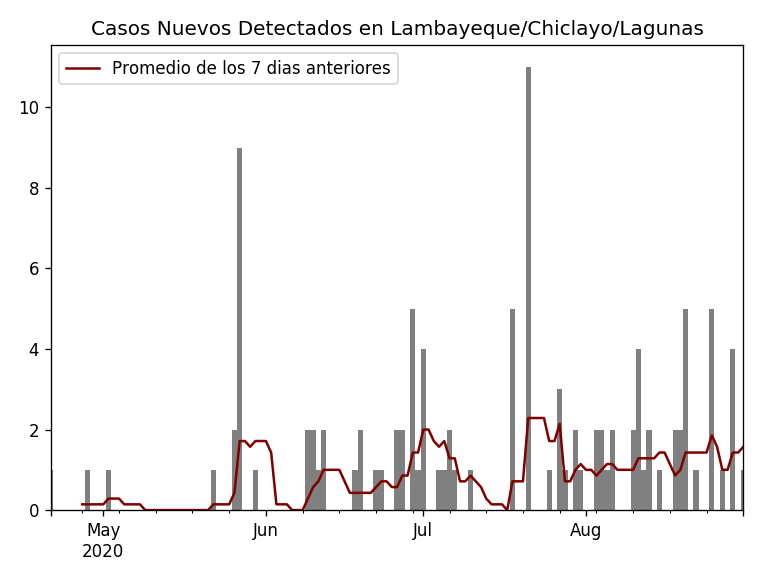 Casos Nuevos Detectados en Lambayeque/Chiclayo/Lagunas
Promedio de los 7 dias anteriores
10
8
6
4
2
0
May
2020
Jun
Jul
Aug